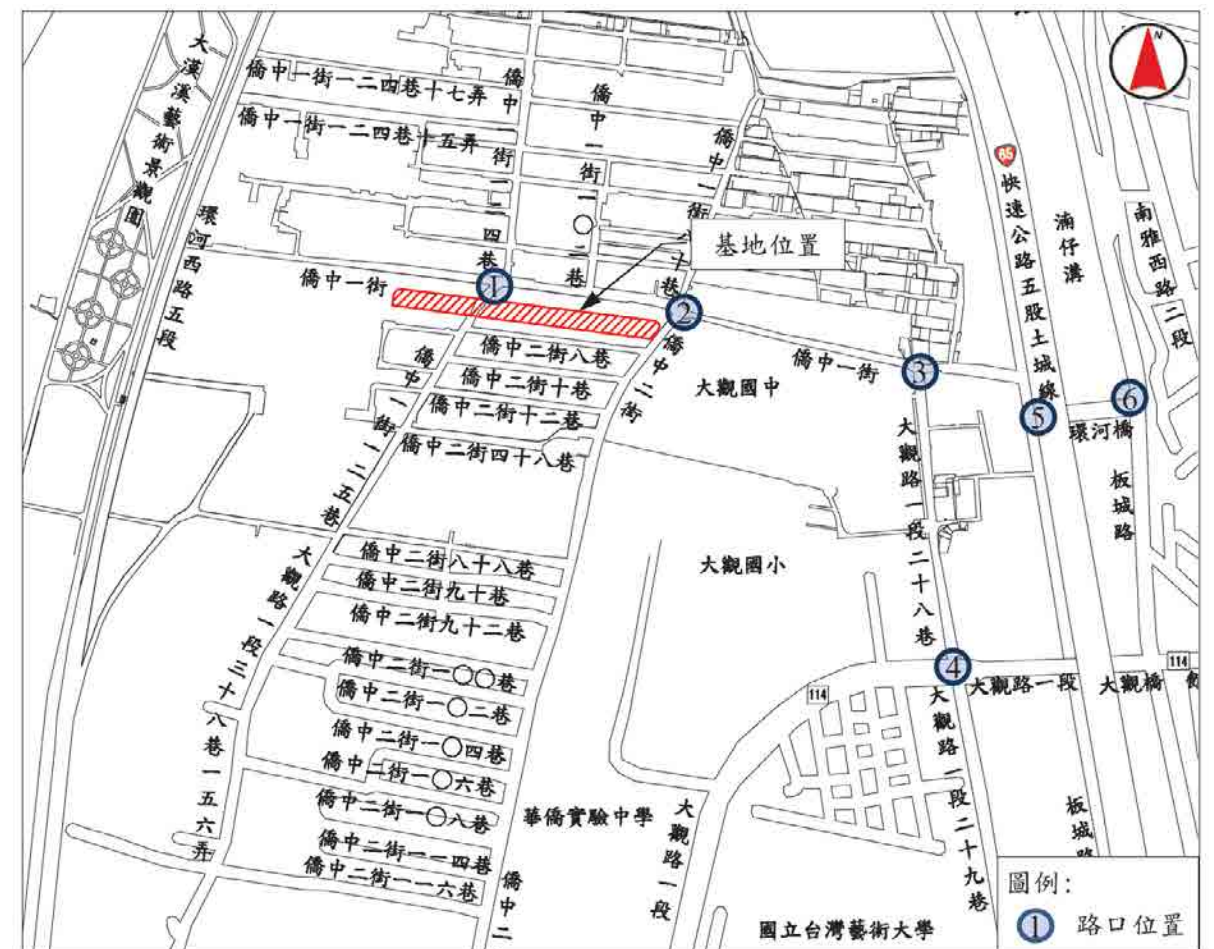 N
大漢溪藝術景觀園
僑中一街一二四巷十七弄
僑中一街一二四巷十五弄
僑中一街一二四巷
僑中一街一〇二巷
僑中一街八十巷
65
快速公路五股土城線
湳仔溝
南雅西路二段
環河西路五段
基地位置
僑中一街
1
2
僑中二街八巷
僑中二街十巷
僑中二街十二巷
僑中二街四十八巷
僑中二街
大觀國中
僑中一街
3
5
6
環河橋
板城路
僑中一街一二五巷
大觀路一段二十八巷
大觀國小
僑中二街八十八巷
僑中二街九十巷
僑中二街九十二巷
僑中二街一〇〇巷
僑中二街一〇二巷
僑中二街一〇四巷
僑中二街一〇六巷
僑中二街一〇八巷
僑中二街一一四巷
僑中二街一一六巷
大觀路一段三十八巷一五六弄
4
114
大觀路一段
大觀橋
114
大觀路一段二十九巷
華僑實驗中學
大觀路一段
僑中二
國立台灣藝術大學
板城路
圖例:
1 路口位置